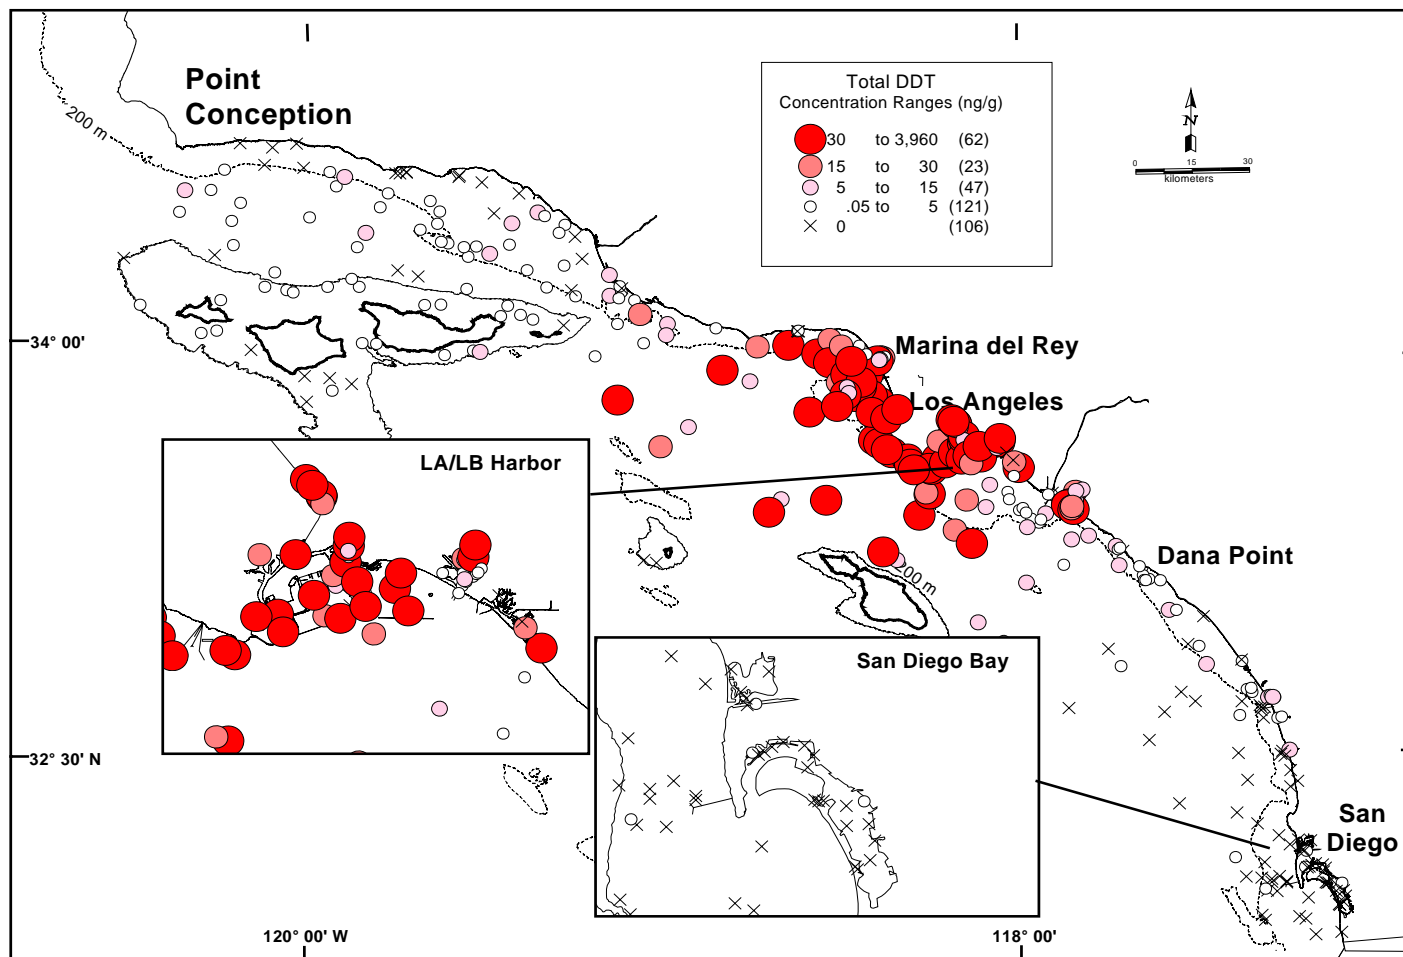 Point
Conception
200 m
Total DDT
Concentration Ranges (ng/g)
30 to 3,960 (62)
15 to 30 (23)
5 to 15 (47)
.05 to 5 (121)
0 (106)
N
0 15 30
kilometers
34° 00'
Marina del Rey
Los Angeles
LA/LB Harbor
Dana Point
200 m
San Diego Bay
32° 30' N
San
Diego
120° 00' W
118° 00'